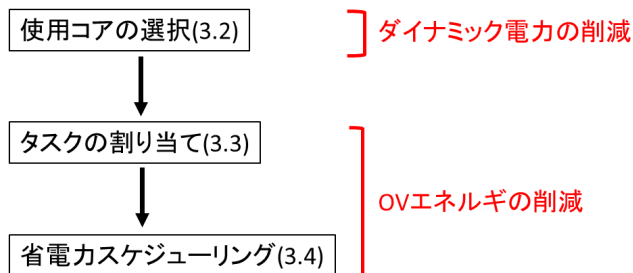 使用コアの選択(3.2)
ダイナミック電力の削減
タスクの割り当て(3.3)
OVエネルギの削減
省電力スケジューリング(3.4)